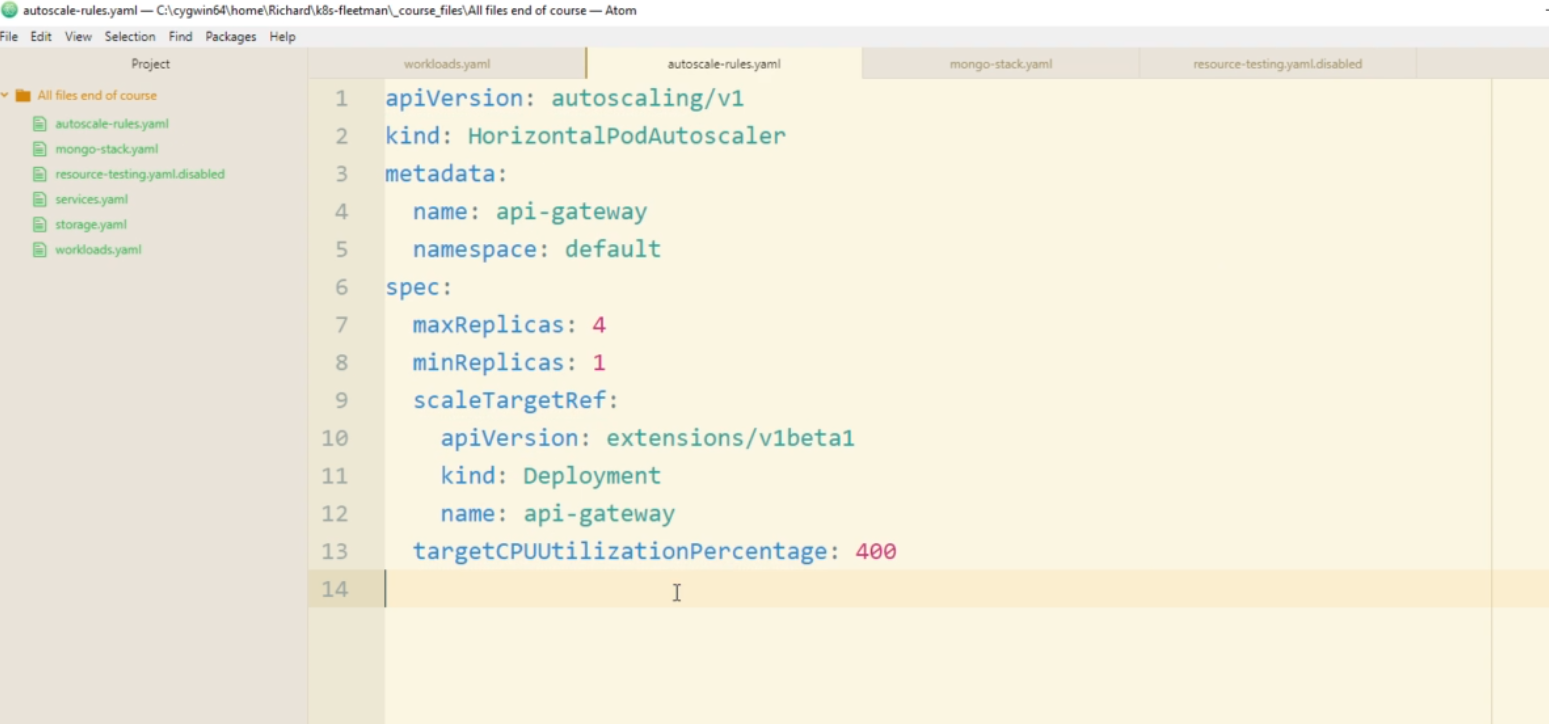 autoscale-rules.yaml — C:\cygwin64\home\Richard\k8s-fleetman\_course_files\All files end of course — Atom
File Edit View Selection Find Packages Help
Project
All files end of course
autoscale-rules.yaml
mongo-stack.yaml
resource-testing.yaml.disabled
services.yaml
storage.yaml
workloads.yaml
workloads.yaml autoscale-rules.yaml mongo-stack.yaml resource-testing.yaml.disabled
1 apiVersion: autoscaling/v1
2 kind: HorizontalPodAutoscaler
3 metadata:
4   name: api-gateway
5   namespace: default
6 spec:
7   maxReplicas: 4
8   minReplicas: 1
9   scaleTargetRef:
10     apiVersion: extensions/v1beta1
11     kind: Deployment
12     name: api-gateway
13   targetCPUUtilizationPercentage: 400
14